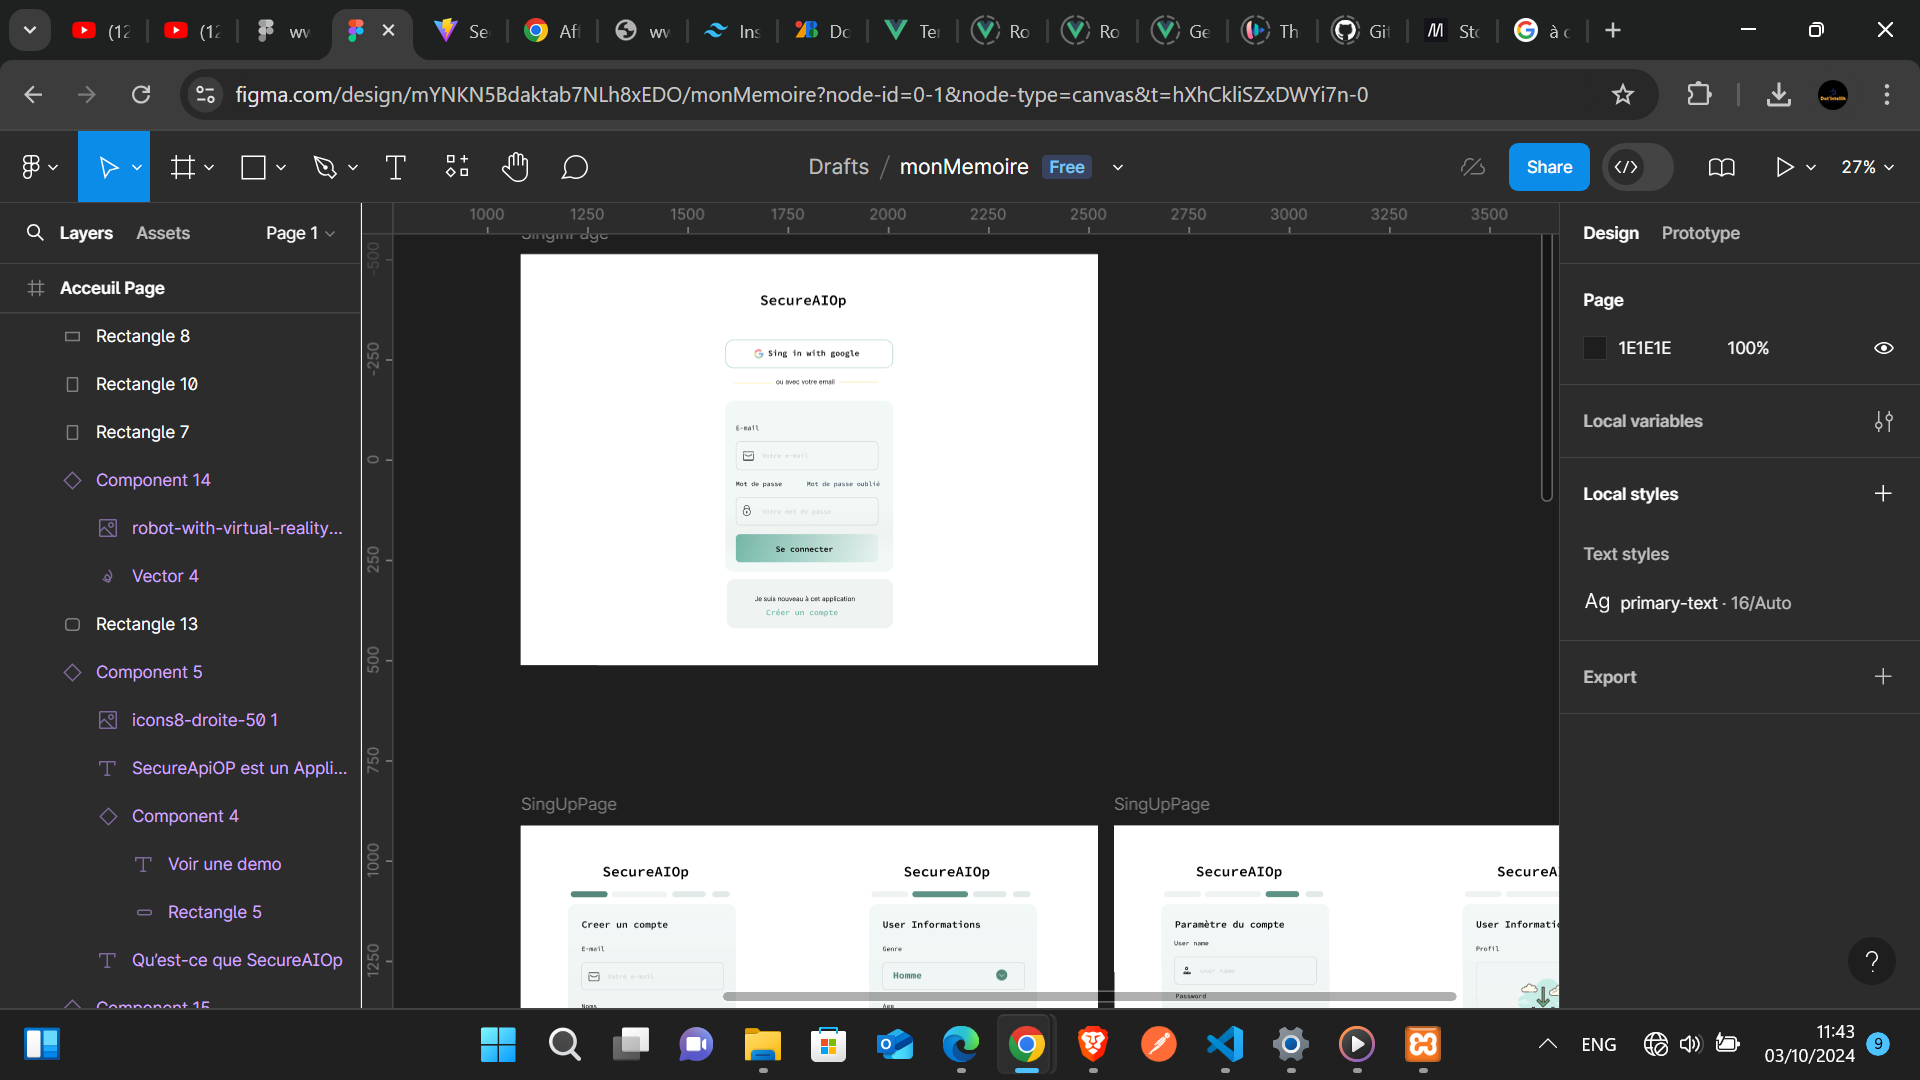 (12
(12
wv
Se
Aff
wv
Ins
Do
Ter
Ro
Ro
Ge
Th
Git
Sto
à c
figma.com/design/mYNKN5Bdaktab7NLh8xEDO/monMemoire?node-id=0-1&node-type=canvas&t=hXhCkliSZxDWYi7n-0
Drafts / monMemoire Free
Share
27%
Layers Assets Page 1
1000 1250 1500 1750 2000 2250 2500 2750 3000 3250 3500
Design Prototype
Acceuil Page
Rectangle 8
Rectangle 10
Rectangle 7
Component 14
robot-with-virtual-reality...
Vector 4
Rectangle 13
Component 5
icons8-droite-50 1
SecureApiOP est un Appli...
Component 4
Voir une demo
Rectangle 5
Qu’est-ce que SecureAIOp
Component 15
-500
-250
0
250
500
750
1000
1250
SinginPage
SecureAIOp
Sing in with google
ou avec votre email
E-mail
Votre e-mail
Mot de passe Mot de passe oublié
Votre mot de passe
Se connecter
Je suis nouveau à cet application
Créer un compte
SingUpPage
SecureAIOp
Creer un compte
E-mail
Votre e-mail
Noms
SecureAIOp
User Informations
Genre
Homme
Age
SingUpPage
SecureAIOp
Paramètre du compte
User name
user name
Password
SecureA
User Informatio
Profil
Page
1E1E1E 100%
Local variables
Local styles
Text styles
Ag primary-text · 16/Auto
Export
?
ENG
11:43
03/10/2024
9